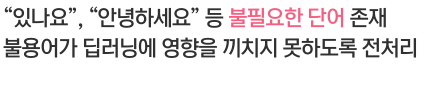 “있나요”, “안녕하세요” 등 불필요한 단어 존재
불용어가 딥러닝에 영향을 끼치지 못하도록 전처리